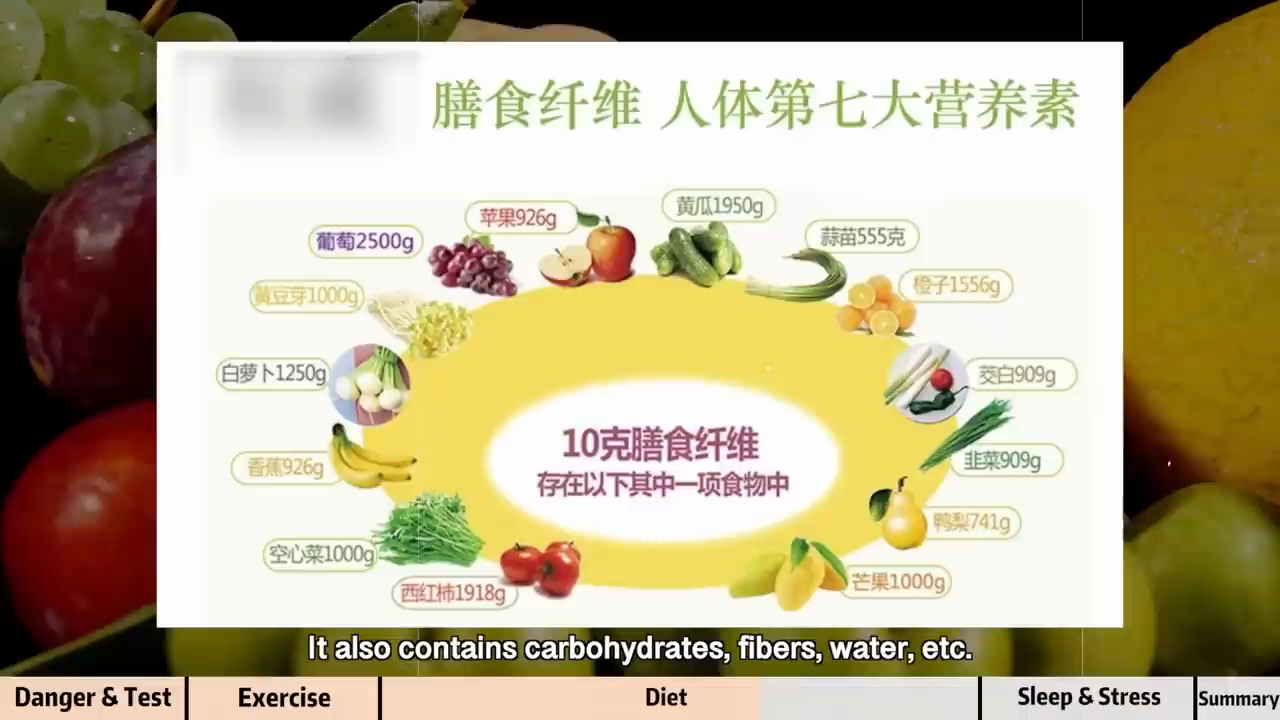 膳食纤维 人体第七大营养素
黄瓜1950g
苹果926g
葡萄2500g
蒜苗555克
橙子1556g
黄豆芽1000g
白萝卜1250g
茭白909g
10克膳食纤维
存在以下其中一项食物中
香蕉926g
韭菜909g
鸭梨741g
空心菜1000g
西红柿1918g
芒果1000g
It also contains carbohydrates, fibers, water, etc.
Danger & Test
Exercise
Diet
Sleep & Stress
Summary